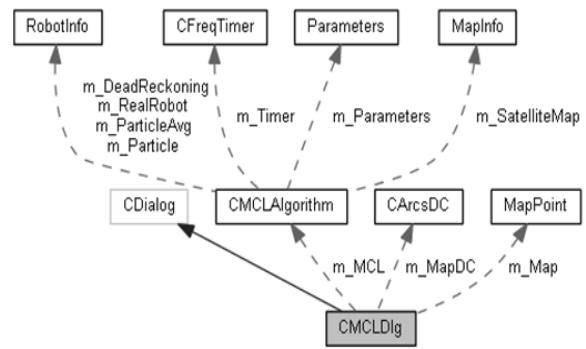 RobotInfo
CFreqTimer
Parameters
MapInfo
m_DeadReckoning
m_RealRobot
m_ParticleAvg
m_Particle
m_Timer
m_Parameters
m_SatelliteMap
CDialog
CMCLAlgorithm
CArcsDC
MapPoint
m_MCL
m_MapDC
m_Map
CMCLDlg